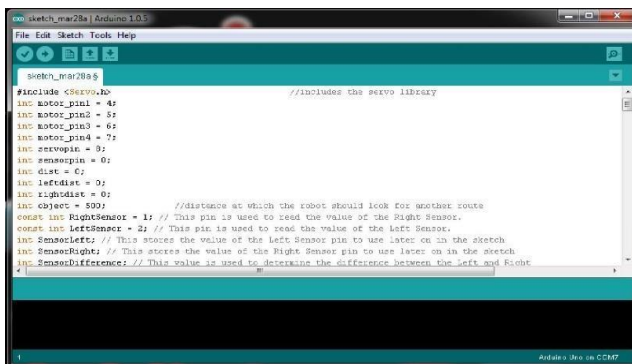 sketch_mar28a | Arduino 1.0.5
File Edit Sketch Tools Help
sketch_mar28a §
#include <Servo.h> //includes the servo library
int motor_pin1 = 4;
int motor_pin2 = 5;
int motor_pin3 = 6;
int motor_pin4 = 7;
int servopin = 8;
int sensorpin = 0;
int dist = 0;
int leftdist = 0;
int rightdist = 0;
int object = 500; //distance at which the robot should look for another route
const int RightSensor = 1; // This pin is used to read the value of the Right Sensor.
const int LeftSensor = 2; // This pin is used to read the value of the Left Sensor.
int SensorLeft; // This stores the value of the Left Sensor pin to use later on in the sketch
int SensorRight; // This stores the value of the Right Sensor pin to use later on in the sketch
int SensorDifference; // This value is used to determine the difference between the Left and Right
1 Arduino Uno on COM7